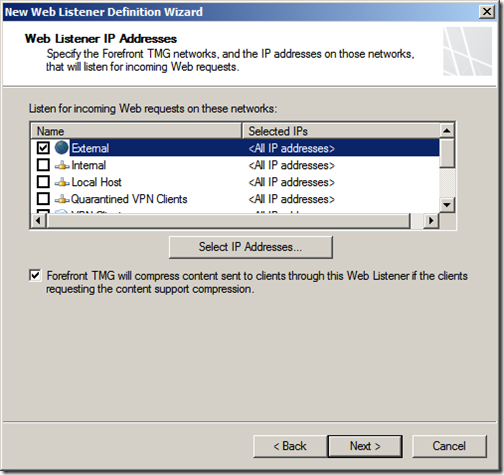 New Web Listener Definition Wizard
Web Listener IP Addresses
Specify the Forefront TMG networks, and the IP addresses on those networks,
that will listen for incoming Web requests.
Listen for incoming Web requests on these networks:
Name Selected IPs
External <All IP addresses>
Internal <All IP addresses>
Local Host <All IP addresses>
Quarantined VPN Clients <All IP addresses>
Select IP Addresses...
Forefront TMG will compress content sent to clients through this Web Listener if the clients
requesting the content support compression.
< Back Next > Cancel